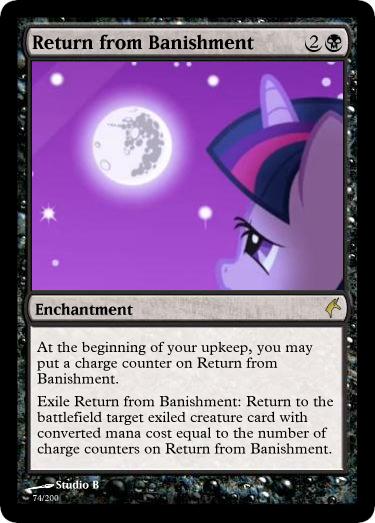 Return from Banishment 2
Enchantment
At the beginning of your upkeep, you may
put a charge counter on Return from
Banishment.
Exile Return from Banishment: Return to the
battlefield target exiled creature card with
converted mana cost equal to the number of
charge counters on Return from Banishment.
Studio B
74/200